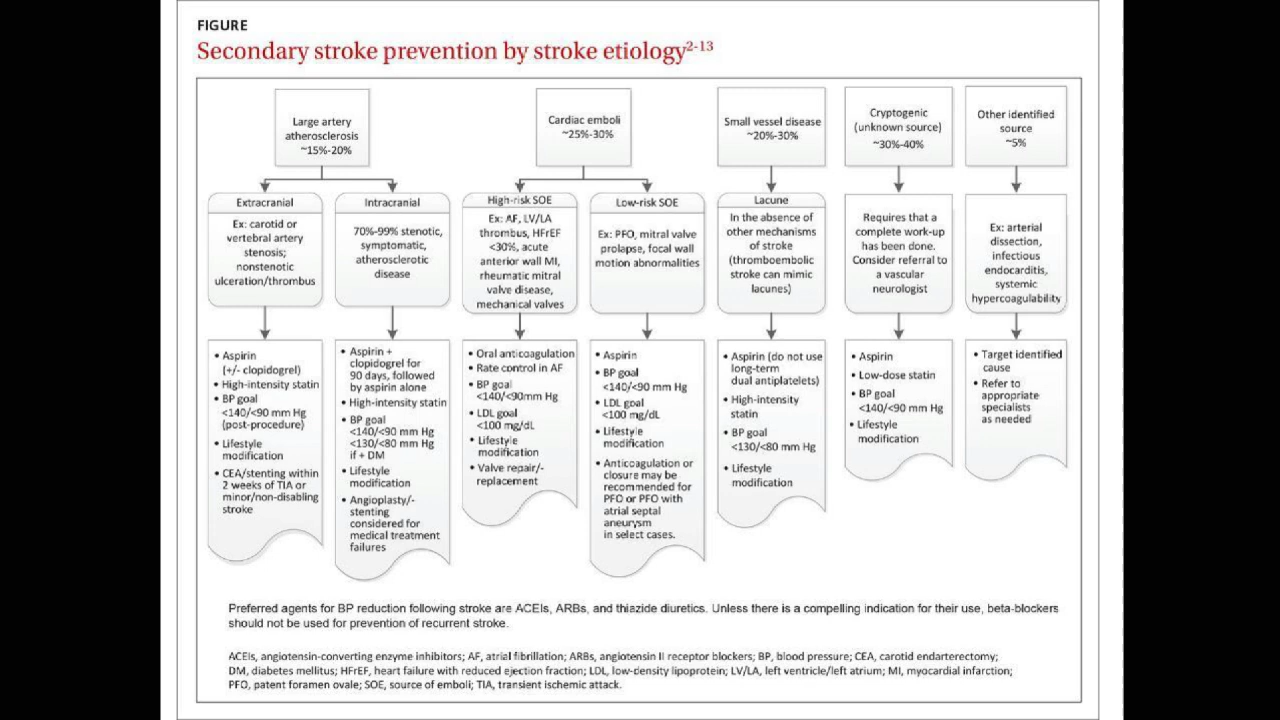 FIGURE
Secondary stroke prevention by stroke etiology2-13
Large artery
atherosclerosis
~15%-20%
Cardiac emboli
~25%-30%
Small vessel disease
~20%-30%
Cryptogenic
(unknown source)
~30%-40%
Other identified
source
~5%
Extracranial
Ex: carotid or
vertebral artery
stenosis;
nonstenotic
ulceration/thrombus
Intracranial
70%-99% stenotic,
symptomatic,
atherosclerotic
disease
High-risk SOE
Ex: AF, LV/LA
thrombus, HFrEF
<30%, acute
anterior wall MI,
rheumatic mitral
valve disease,
mechanical valves
Low-risk SOE
Ex: PFO, mitral valve
prolapse, focal wall
motion abnormalities
Lacune
In the absence of
other mechanisms
of stroke
(thromboembolic
stroke can mimic
lacunes)
Requires that a
complete work-up
has been done.
Consider referral to
a vascular
neurologist
Ex: arterial
dissection,
infectious
endocarditis,
systemic
hypercoagulability
• Aspirin
(+/- clopidogrel)
• High-intensity statin
• BP goal
<140/<90 mm Hg
(post-procedure)
• Lifestyle
modification
• CEA/stenting within
2 weeks of TIA or
minor/non-disabling
stroke
• Aspirin +
clopidogrel for
90 days, followed
by aspirin alone
• High-intensity statin
• BP goal
<140/<90 mm Hg
<130/<80 mm Hg
if + DM
• Lifestyle
modification
• Angioplasty/-
stenting
considered for
medical treatment
failures
• Oral anticoagulation
• Rate control in AF
• BP goal
<140/<90mm Hg
• LDL goal
<100 mg/dL
• Lifestyle
modification
• Valve repair/-
replacement
• Aspirin
• BP goal
<140/<90 mm Hg
• LDL goal
<100 mg/dL
• Lifestyle
modification
• Anticoagulation or
closure may be
recommended for
PFO or PFO with
atrial septal
aneurysm
in select cases.
• Aspirin (do not use
long-term
dual antiplatelets)
• High-intensity
statin
• BP goal
<130/<80 mm Hg
• Lifestyle
modification
• Aspirin
• Low-dose statin
• BP goal
<140/<90 mm Hg
• Lifestyle
modification
• Target identified
cause
• Refer to
appropriate
specialists
as needed
Preferred agents for BP reduction following stroke are ACEIs, ARBs, and thiazide diuretics. Unless there is a compelling indication for their use, beta-blockers
should not be used for prevention of recurrent stroke.
ACEIs, angiotensin-converting enzyme inhibitors; AF, atrial fibrillation; ARBs, angiotensin II receptor blockers; BP, blood pressure; CEA, carotid endarterectomy;
DM, diabetes mellitus; HFrEF, heart failure with reduced ejection fraction; LDL, low-density lipoprotein; LV/LA, left ventricle/left atrium; MI, myocardial infarction;
PFO, patent foramen ovale; SOE, source of emboli; TIA, transient ischemic attack.